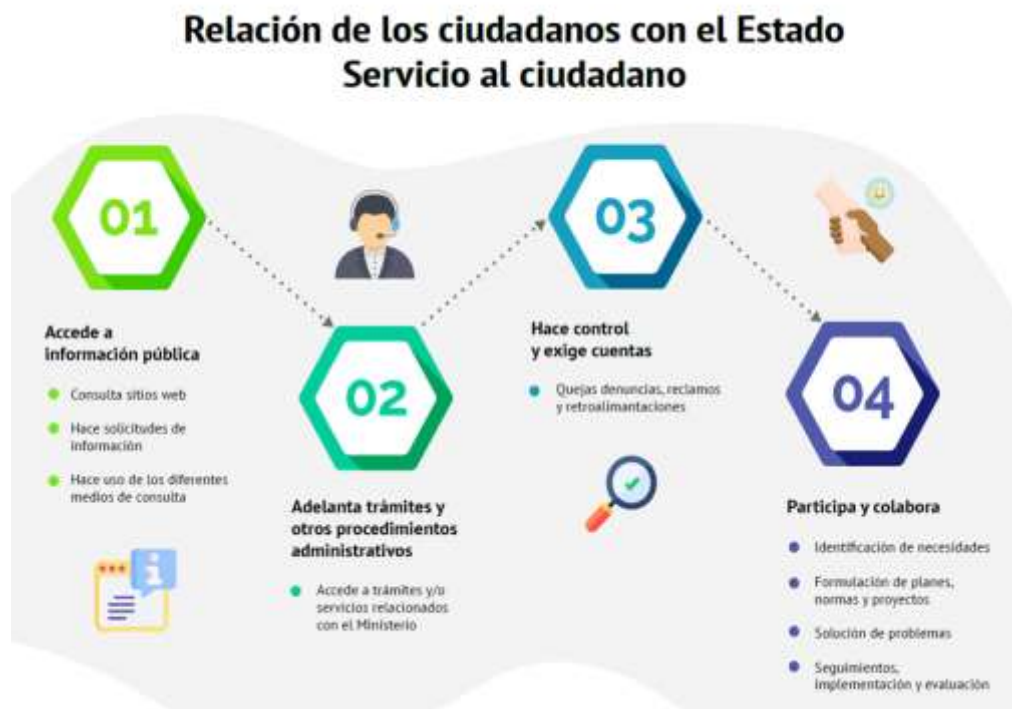 Relación de los ciudadanos con el Estado
Servicio al ciudadano
01
Accede a
información pública
Consulta sitios web
Hace solicitudes de
información
Hace uso de los diferentes
medios de consulta
02
Adelanta trámites y
otros procedimientos
administrativos
Accede a trámites y/o
servicios relacionados
con el Ministerio
03
Hace control
y exige cuentas
Quejas denuncias, reclamos
y retroalimantaciones
04
Participa y colabora
Identificación de necesidades
Formulación de planes,
normas y proyectos
Solución de problemas
Seguimientos,
implementación y evaluación